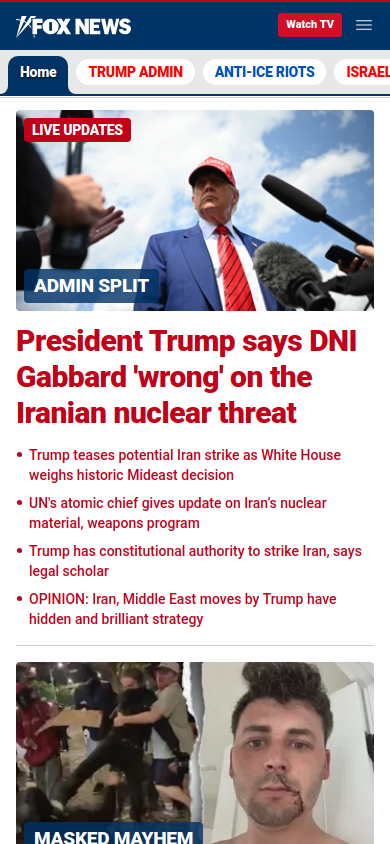 FOX NEWS
Watch TV
Home
TRUMP ADMIN
ANTI-ICE RIOTS
ISRAEL
LIVE UPDATES
ADMIN SPLIT
President Trump says DNI
Gabbard 'wrong' on the
Iranian nuclear threat
• Trump teases potential Iran strike as White House
weighs historic Mideast decision
• UN's atomic chief gives update on Iran’s nuclear
material, weapons program
• Trump has constitutional authority to strike Iran, says
legal scholar
• OPINION: Iran, Middle East moves by Trump have
hidden and brilliant strategy
MASKED MAYHEM